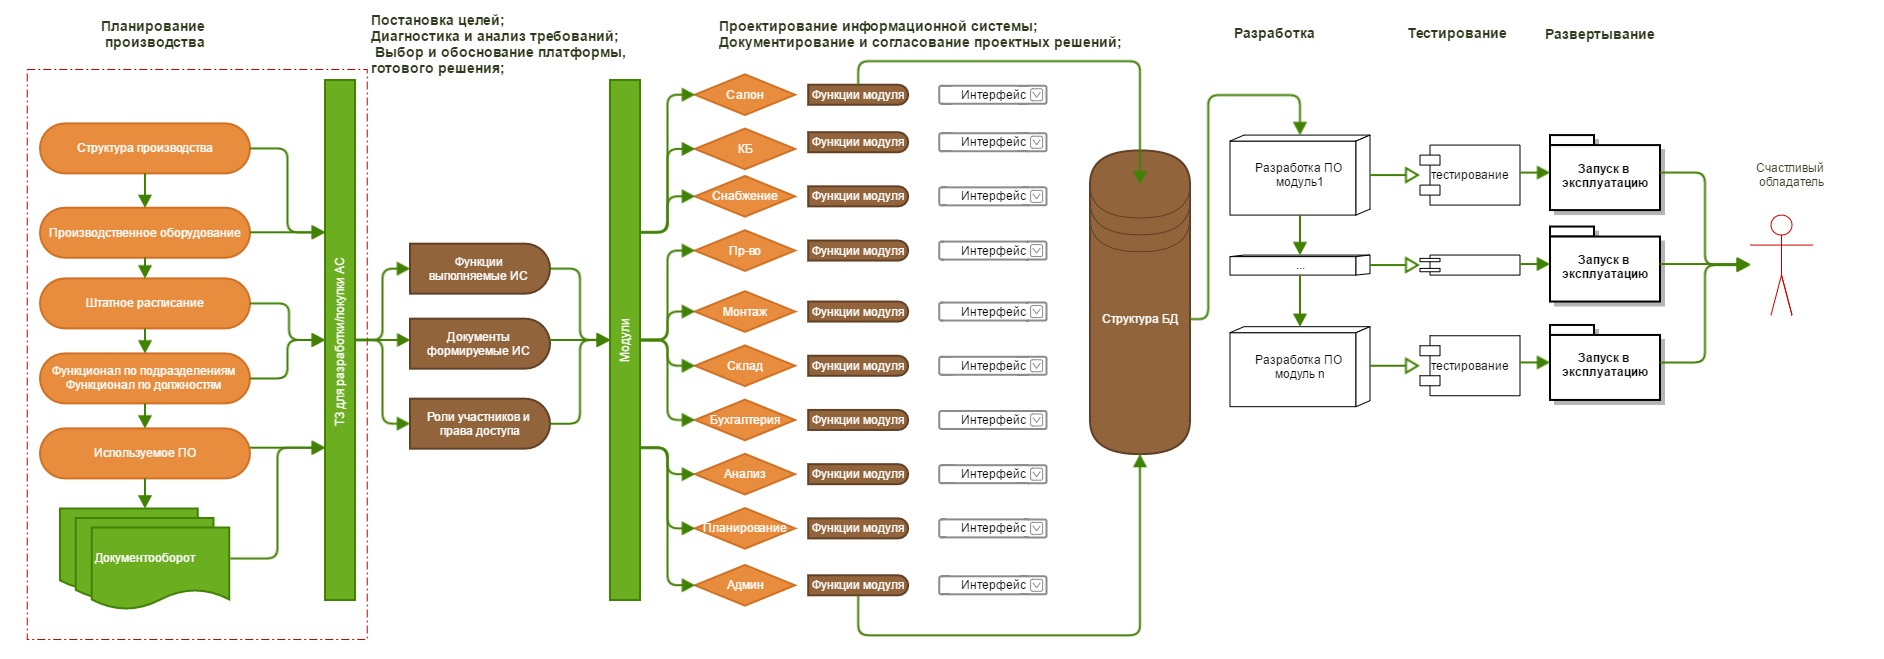 Планирование
производства
Постановка целей;
Диагностика и анализ требований;
Выбор и обоснование платформы,
готового решения;
Проектирование информационной системы;
Документирование и согласование проектных решений;
Разработка
Тестирование
Развертывание
Структура производства
Производственное оборудование
Штатное расписание
Функционал по подразделениям
Функционал по должностям
Используемое ПО
Документооборот
ТЗ для разработки/покупки АС
Функции
выполняемые ИС
Документы
формируемые ИС
Роли участников и
права доступа
Модули
Салон
Функции модуля
Интерфейс
КБ
Функции модуля
Интерфейс
Снабжение
Функции модуля
Интерфейс
Пр-во
Функции модуля
Интерфейс
Монтаж
Функции модуля
Интерфейс
Склад
Функции модуля
Интерфейс
Бухгалтерия
Функции модуля
Интерфейс
Анализ
Функции модуля
Интерфейс
Планирование
Функции модуля
Интерфейс
Админ
Функции модуля
Интерфейс
Структура БД
Разработка ПО
модуль1
...
Разработка ПО
модуль n
тестирование
тестирование
Запуск в
эксплуатацию
Запуск в
эксплуатацию
Запуск в
эксплуатацию
Счастливый
обладатель